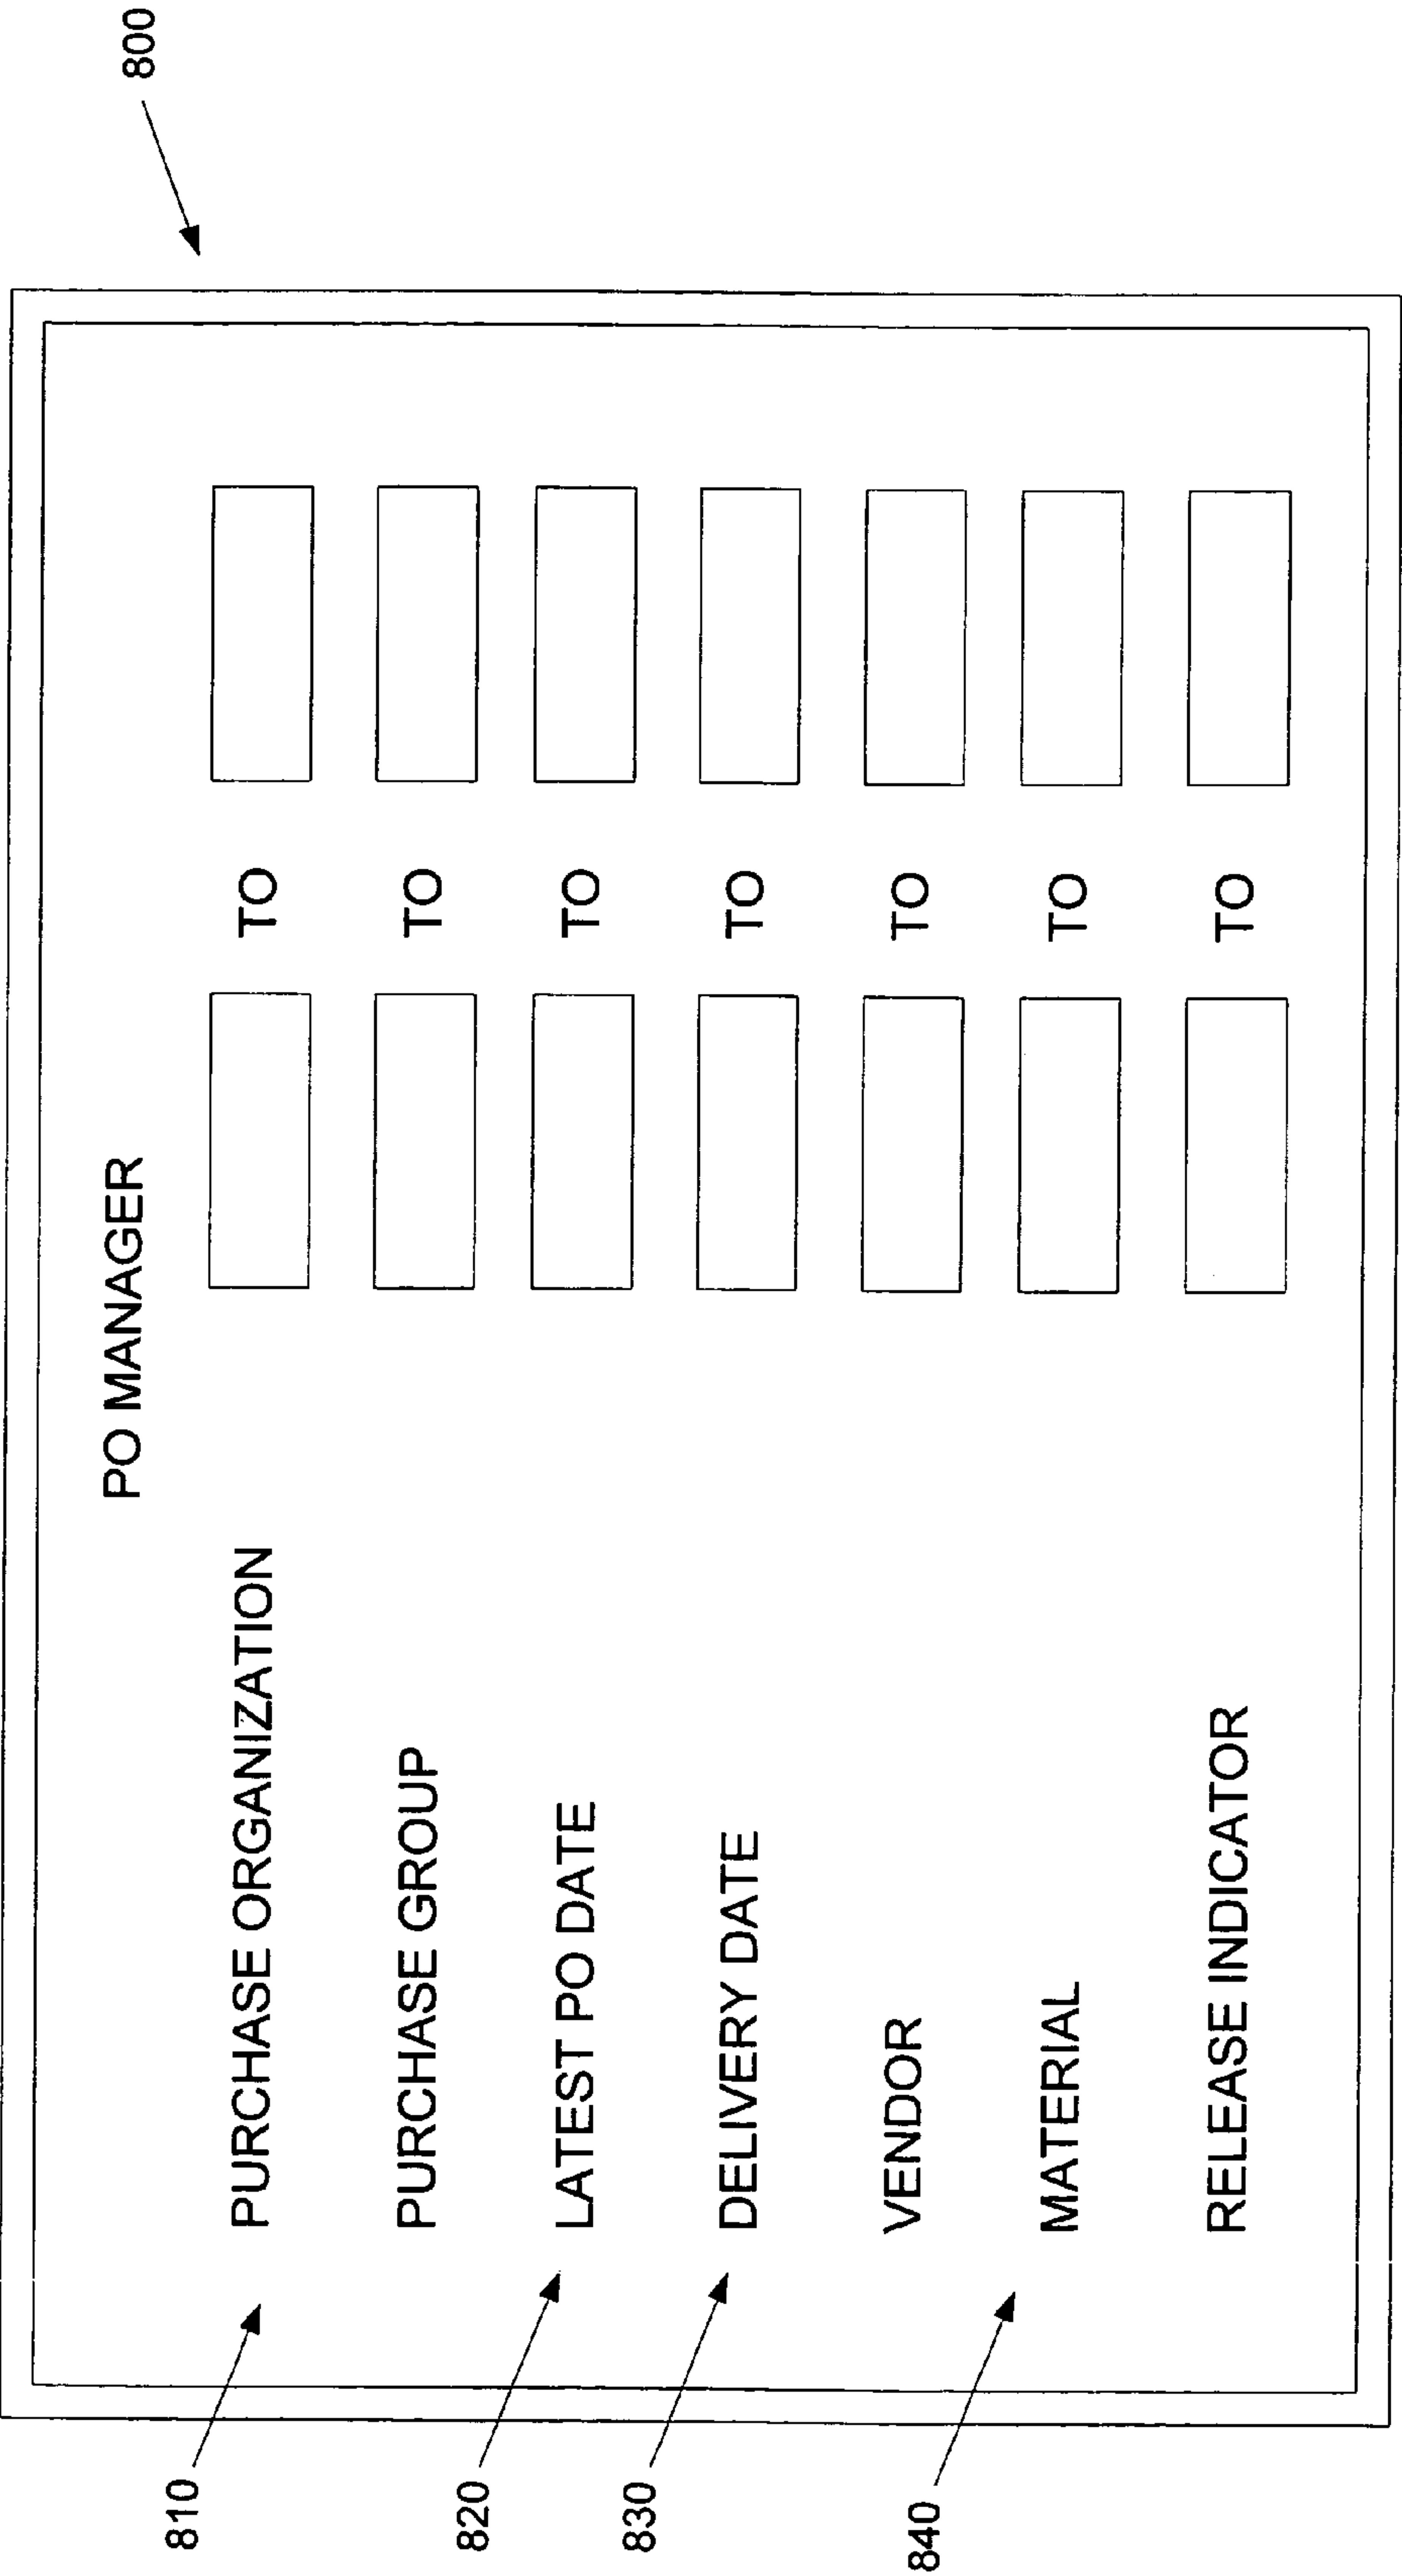 800
PO MANAGER
810
PURCHASE ORGANIZATION TO
PURCHASE GROUP TO
820
LATEST PO DATE TO
830
DELIVERY DATE TO
VENDOR TO
840
MATERIAL TO
RELEASE INDICATOR TO